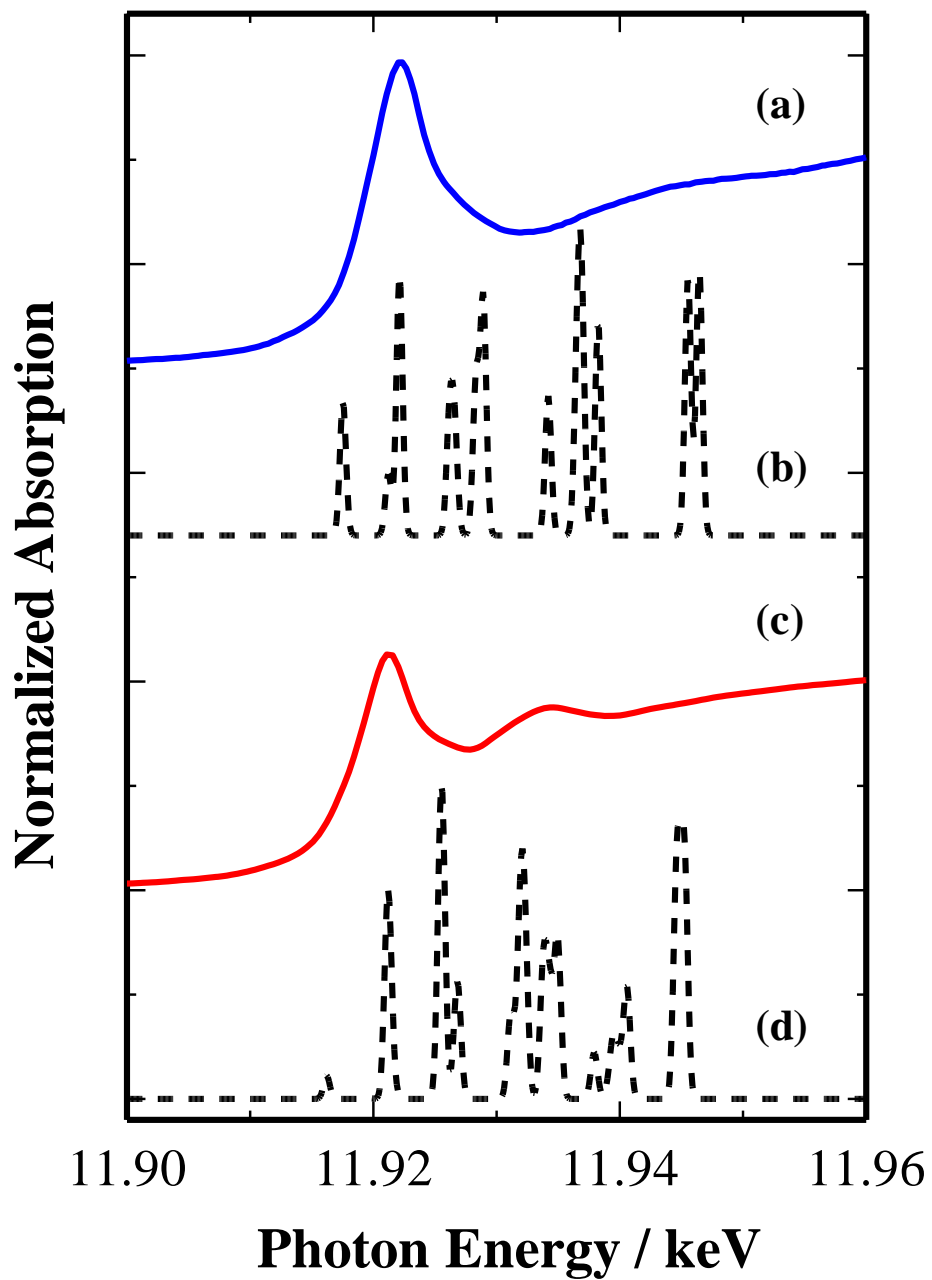 (a)
(b)
(c)
(d)
Normalized Absorption
11.90 11.92 11.94 11.96
Photon Energy / keV